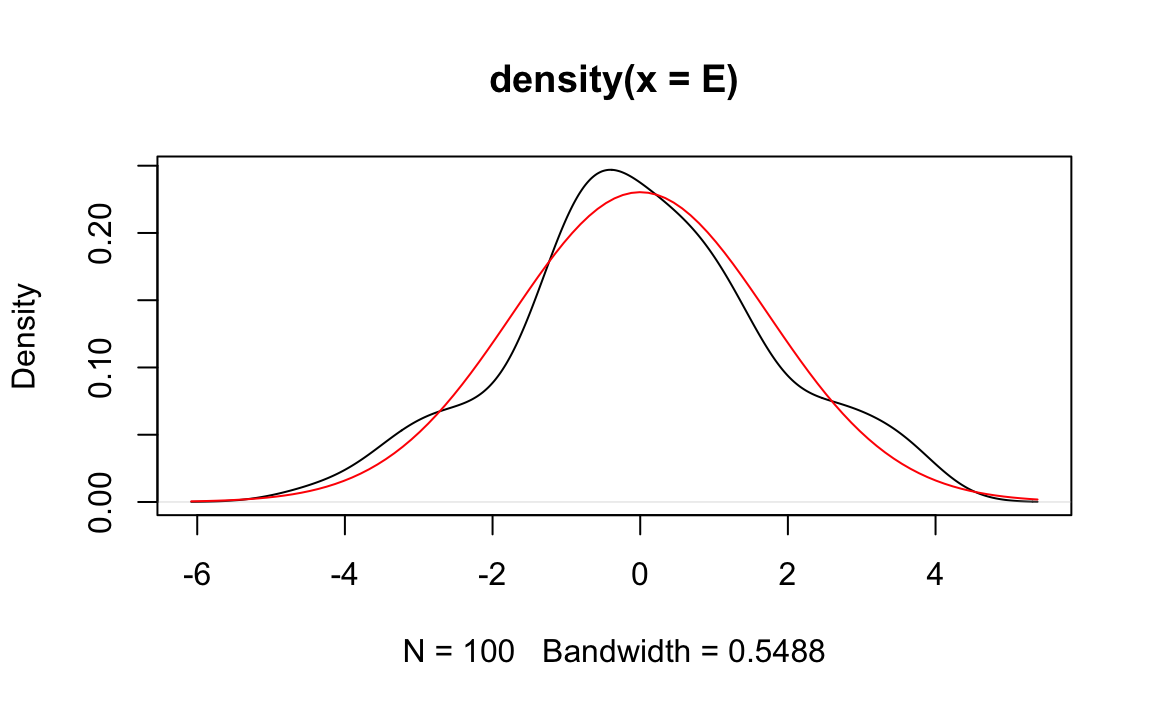 density(x = E)
Density
0.00 0.10 0.20
-6 -4 -2 0 2 4
N = 100 Bandwidth = 0.5488